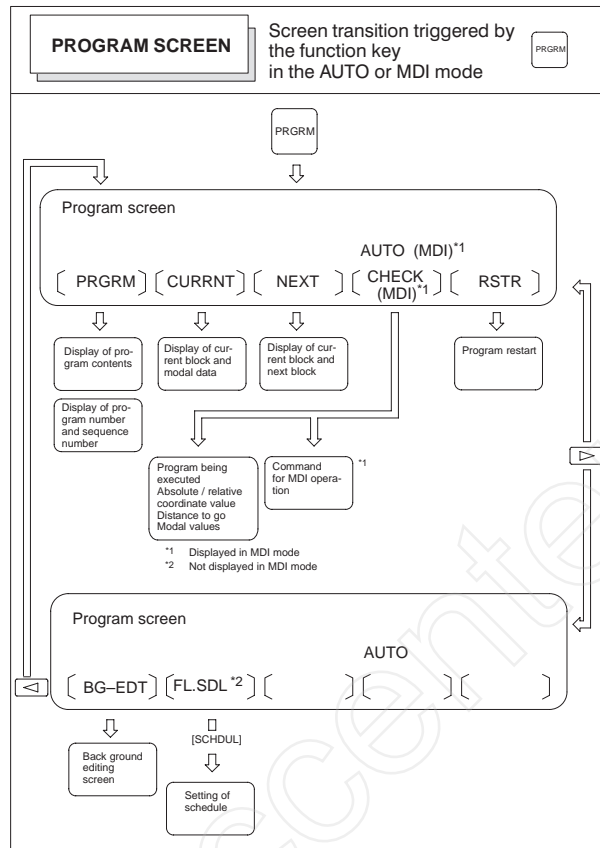 PROGRAM SCREEN
Screen transition triggered by
the function key
in the AUTO or MDI mode
PRGRM
PRGRM
Program screen
AUTO (MDI)*1
[ PRGRM ] [ CURRNT ] [ NEXT ] [ CHECK (MDI)*1 ] [ RSTR ]
Display of pro-
gram contents
Display of cur-
rent block and
modal data
Display of current block and
next block
Program restart
Display of pro-
gram number
and sequence
number
Program being
executed
Absolute / relative
coordinate value
Distance to go
Modal values
Command
for MDI opera-
tion
*1
*1 Displayed in MDI mode
*2 Not displayed in MDI mode
Program screen
AUTO
[ BG–EDT ] [ FL.SDL *2 ] [ ] [ ] [ ]
[SCHDUL]
Back ground
editing
screen
Setting of
schedule